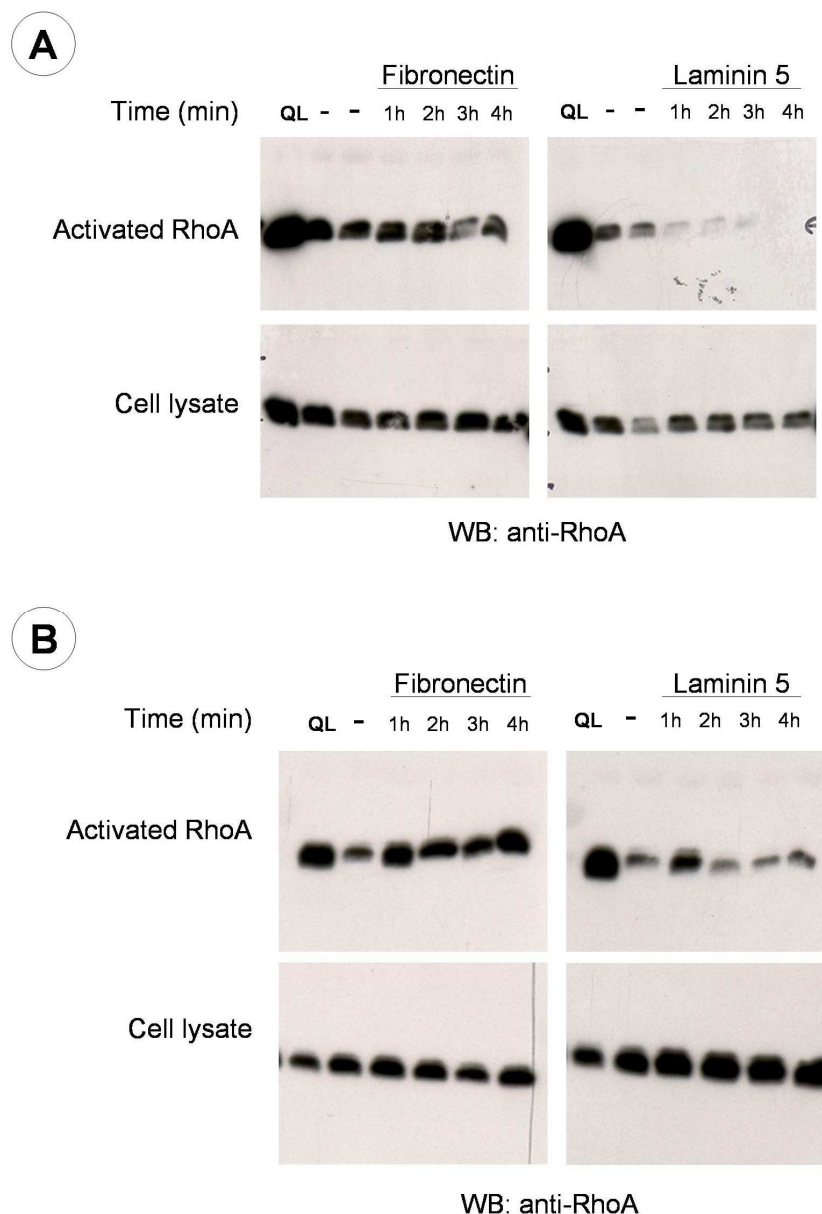 A
Fibronectin Laminin 5
Time (min) QL - - 1h 2h 3h 4h QL - - 1h 2h 3h 4h
Activated RhoA
Cell lysate
WB: anti-RhoA
B
Fibronectin Laminin 5
Time (min) QL - 1h 2h 3h 4h QL - 1h 2h 3h 4h
Activated RhoA
Cell lysate
WB: anti-RhoA